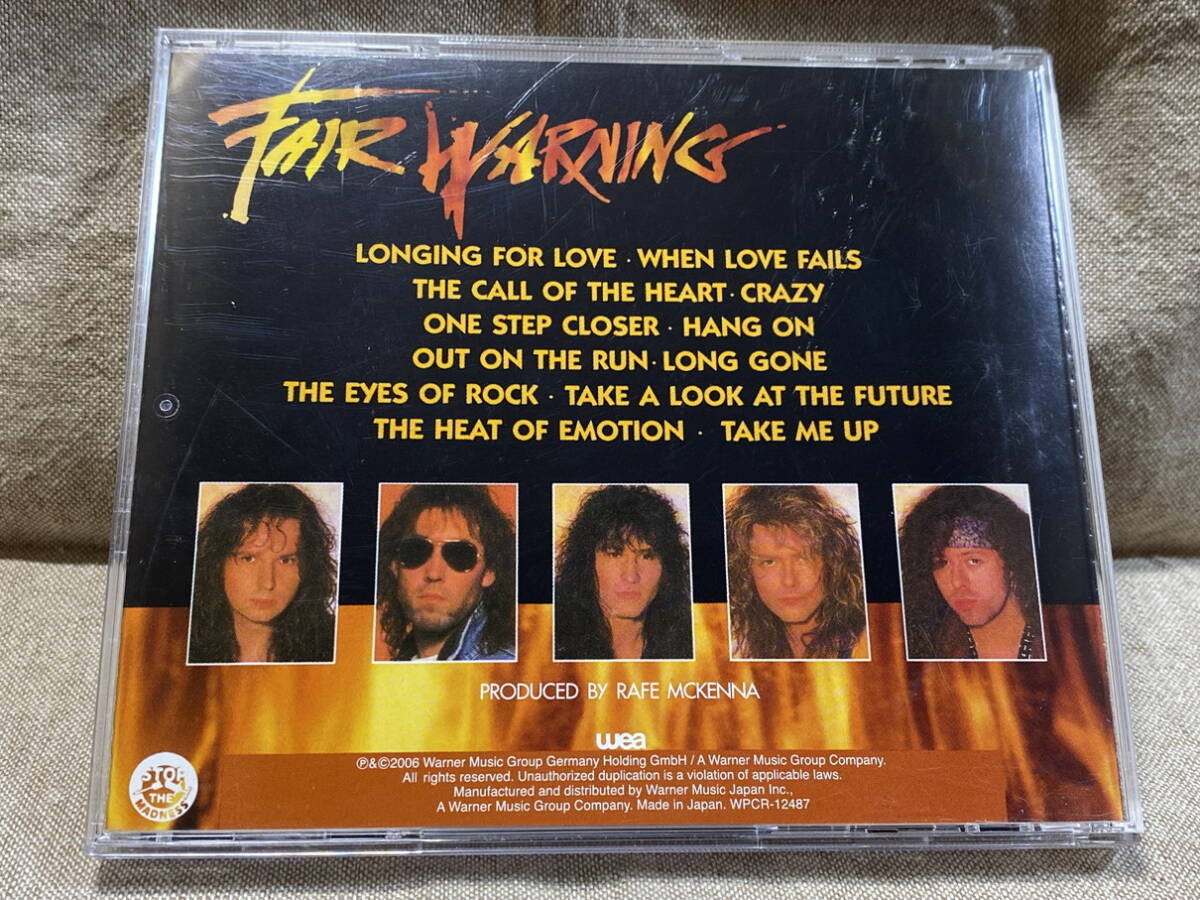 FAIR WARNING
LONGING FOR LOVE · WHEN LOVE FAILS
THE CALL OF THE HEART · CRAZY
ONE STEP CLOSER · HANG ON
OUT ON THE RUN · LONG GONE
THE EYES OF ROCK · TAKE A LOOK AT THE FUTURE
THE HEAT OF EMOTION · TAKE ME UP
PRODUCED BY RAFE MCKENNA
wea
℗&©2006 Warner Music Group Germany Holding GmbH / A Warner Music Group Company.
All rights reserved. Unauthorized duplication is a violation of applicable laws.
Manufactured and distributed by Warner Music Japan Inc.,
A Warner Music Group Company. Made in Japan. WPCR-12487
STOP
THE
MADNESS